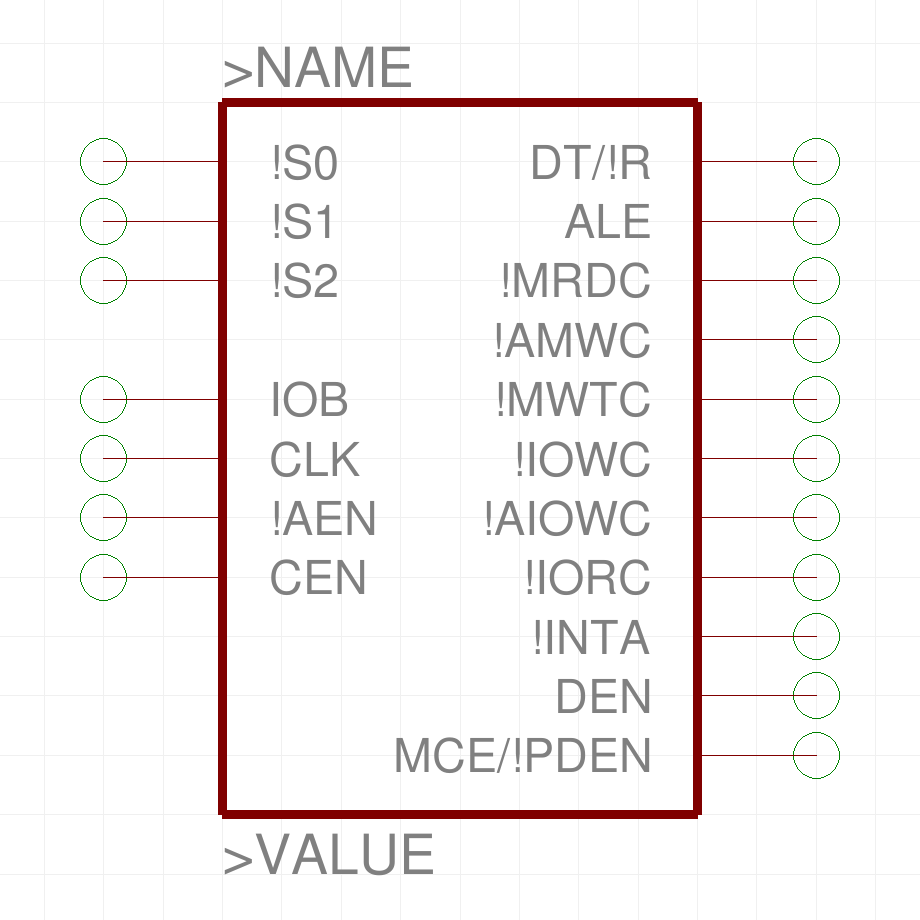 >NAME
!S0 DT/!R
!S1 ALE
!S2 !MRDC
!AMWC
IOB !MWTC
CLK !IOWC
!AEN !AIOWC
CEN !IORC
!INTA
DEN
MCE/!PDEN
>VALUE